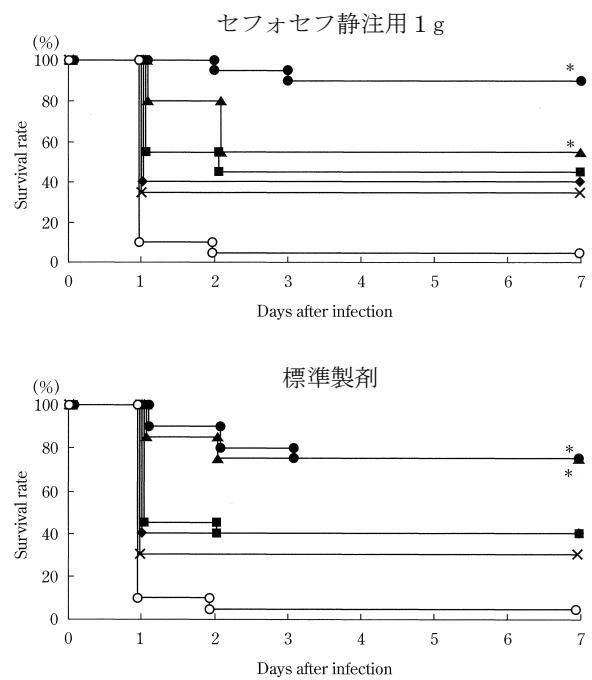 セフォセフ静注用１g
(%)
100
80
60
40
20
0
Survival rate
*
*
0 1 2 3 4 5 6 7
Days after infection
標準製剤
(%)
100
80
60
40
20
0
Survival rate
*
*
0 1 2 3 4 5 6 7
Days after infection